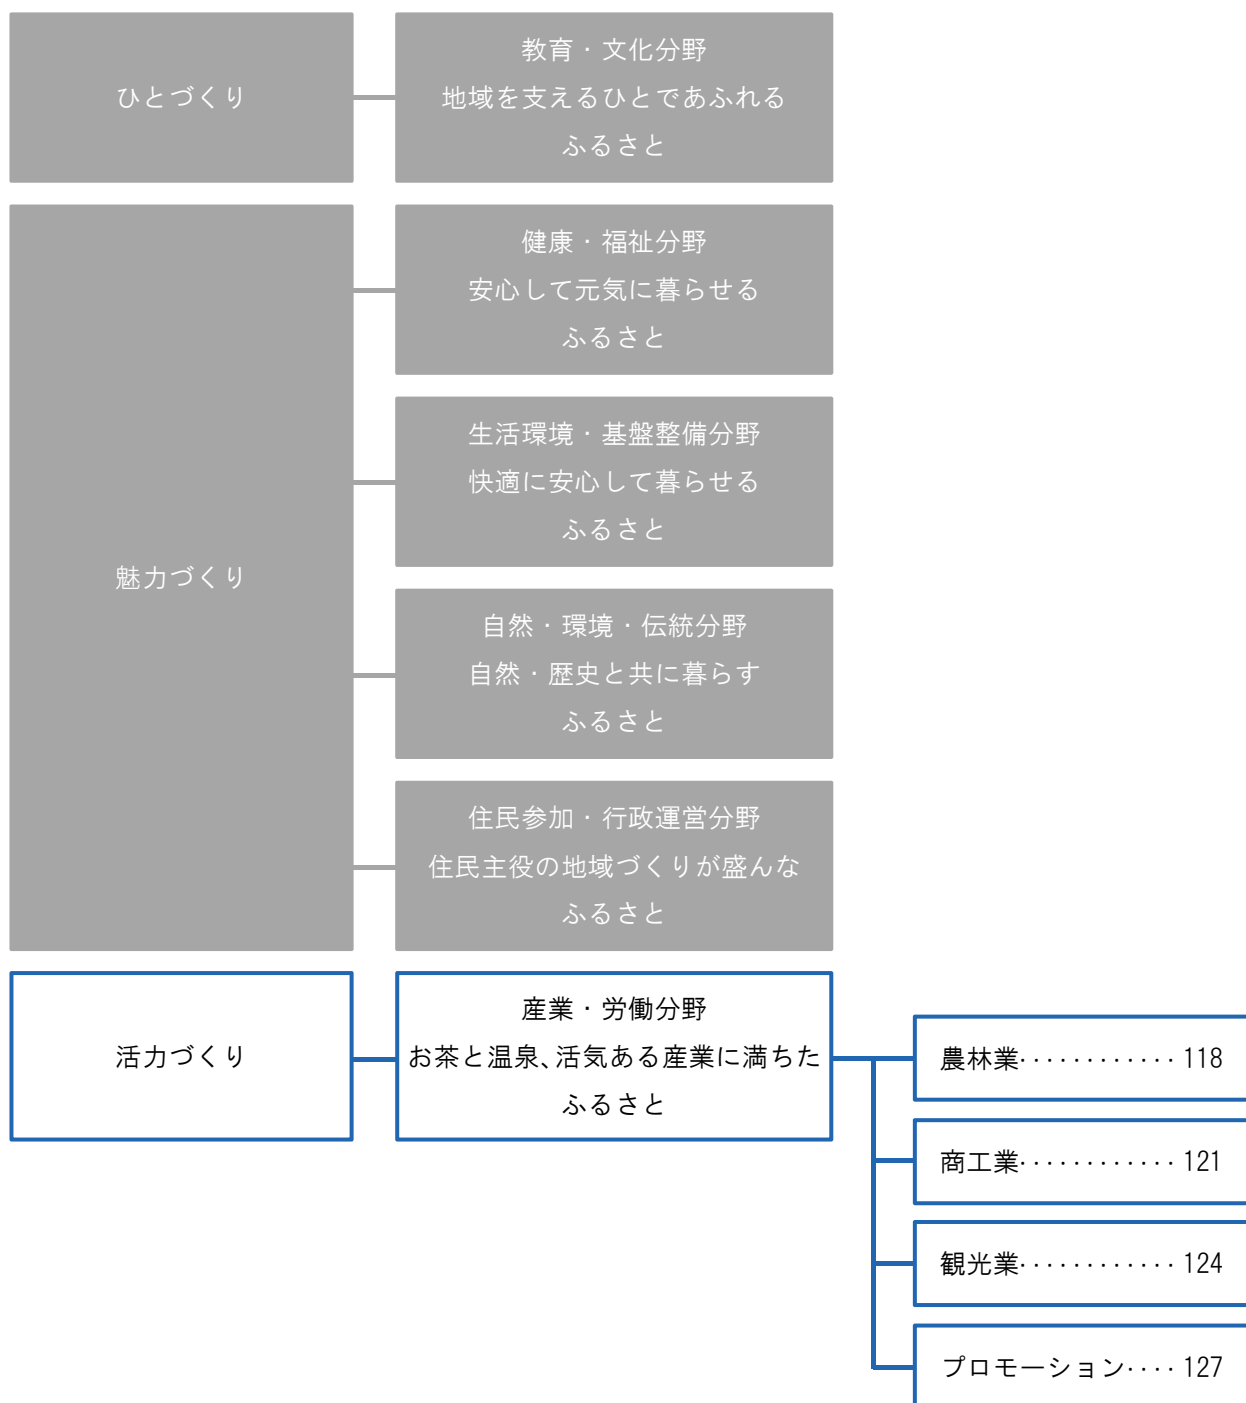 ひとづくり
教育・文化分野
地域を支えるひとであふれる
ふるさと
魅力づくり
健康・福祉分野
安心して元気に暮らせる
ふるさと
生活環境・基盤整備分野
快適に安心して暮らせる
ふるさと
自然・環境・伝統分野
自然・歴史と共に暮らす
ふるさと
住民参加・行政運営分野
住民主役の地域づくりが盛んな
ふるさと
活力づくり
産業・労働分野
お茶と温泉、活気ある産業に満ちた
ふるさと
農林業············118
商工業············121
観光業············124
プロモーション····127